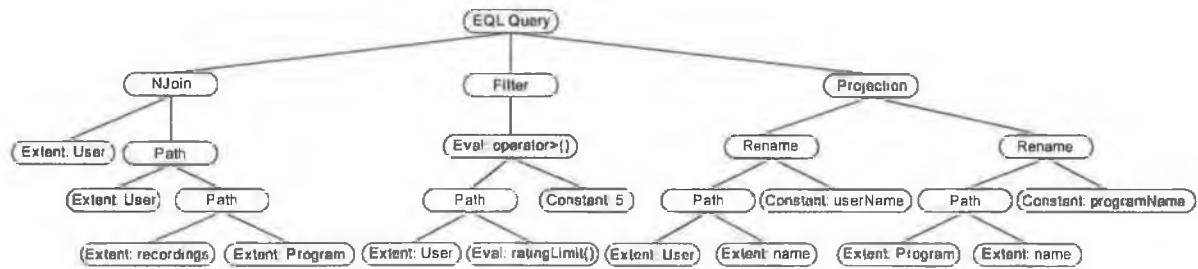 EQL Query
NJoin Filter Projection
Extent: User Path Eval: operator>() Rename Rename
Extent: User Path Path Constant: 5 Path Constant: userName Path Constant: programName
Extent: recordings Extent: Program Extent: User Eval: ratingLimit() Extent: User Extent: name Extent: Program Extent: name